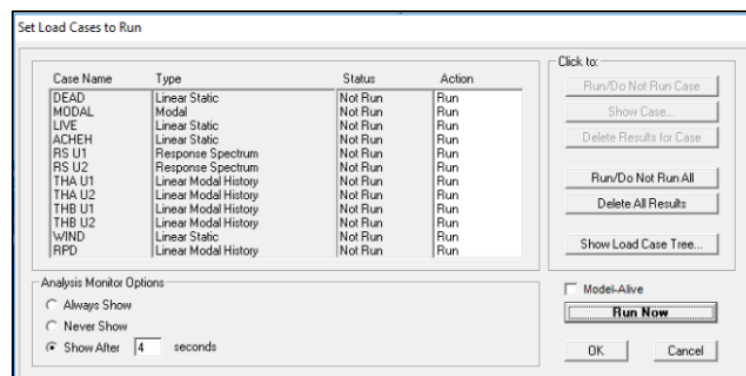 Set Load Cases to Run
Case Name Type Status Action
DEAD Linear Static Not Run Run
MODAL Modal Not Run Run
LIVE Linear Static Not Run Run
ACHEH Linear Static Not Run Run
RS U1 Response Spectrum Not Run Run
RS U2 Response Spectrum Not Run Run
THA U1 Linear Modal History Not Run Run
THA U2 Linear Modal History Not Run Run
THB U1 Linear Modal History Not Run Run
THB U2 Linear Modal History Not Run Run
WIND Linear Static Not Run Run
RPD Linear Modal History Not Run Run
Click to:
Run/Do Not Run Case
Show Case...
Delete Results for Case
Run/Do Not Run All
Delete All Results
Show Load Case Tree...
Analysis Monitor Options
Always Show
Never Show
Show After 4 seconds
Model-Alive
Run Now
OK Cancel